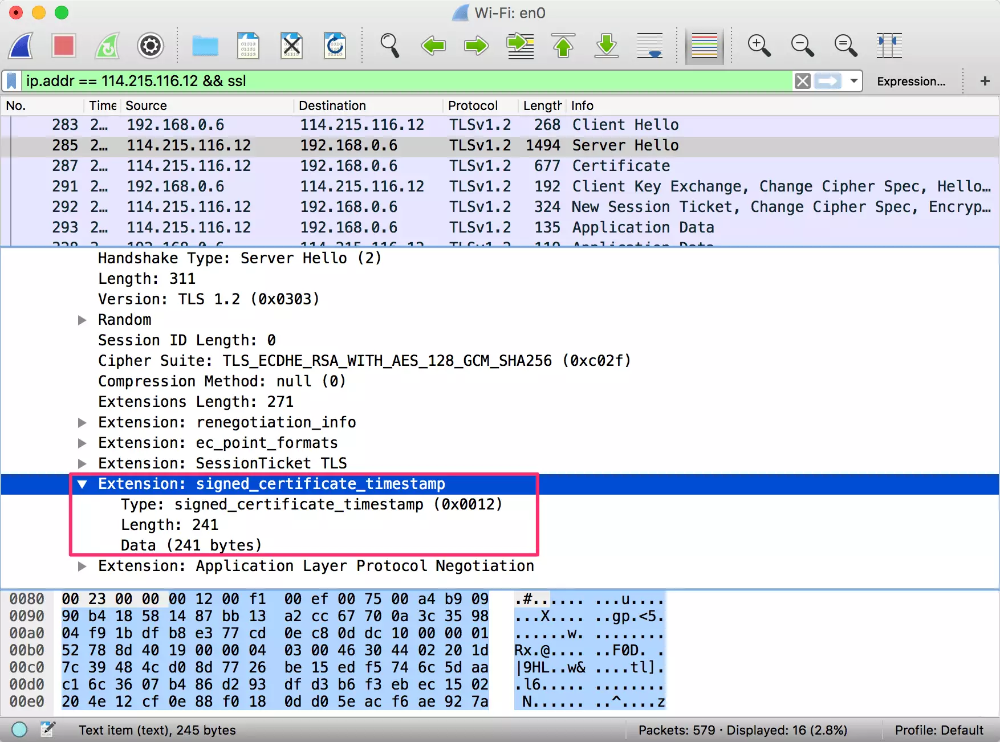 Wi-Fi: en0
ip.addr == 114.215.116.12 && ssl
Expression...
+
No. Time Source Destination Protocol Length Info
283 2... 192.168.0.6 114.215.116.12 TLSv1.2 268 Client Hello
285 2... 114.215.116.12 192.168.0.6 TLSv1.2 1494 Server Hello
287 2... 114.215.116.12 192.168.0.6 TLSv1.2 677 Certificate
291 2... 192.168.0.6 114.215.116.12 TLSv1.2 192 Client Key Exchange, Change Cipher Spec, Hello...
292 2... 114.215.116.12 192.168.0.6 TLSv1.2 324 New Session Ticket, Change Cipher Spec, Encryp...
293 2... 114.215.116.12 192.168.0.6 TLSv1.2 135 Application Data
Handshake Type: Server Hello (2)
Length: 311
Version: TLS 1.2 (0x0303)
Random
Session ID Length: 0
Cipher Suite: TLS_ECDHE_RSA_WITH_AES_128_GCM_SHA256 (0xc02f)
Compression Method: null (0)
Extensions Length: 271
Extension: renegotiation_info
Extension: ec_point_formats
Extension: SessionTicket TLS
Extension: signed_certificate_timestamp
Type: signed_certificate_timestamp (0x0012)
Length: 241
Data (241 bytes)
Extension: Application Layer Protocol Negotiation
0080 00 23 00 00 00 12 00 f1 00 ef 00 75 00 a4 b9 09 .#...... ...u....
0090 90 b4 18 58 14 87 bb 13 a2 cc 67 70 0a 3c 35 98 ...X.... ..gp.<5.
00a0 04 f9 1b df b8 e3 77 cd 0e c8 0d dc 10 00 00 01 ......w. ........
00b0 52 78 8d 40 19 00 00 04 03 00 46 30 44 02 20 1d Rx.@.... ..F0D. .
00c0 7c 39 48 4c d0 8d 77 26 be 15 ed f5 74 6c 5d aa |9HL..w& ....tl].
00d0 c1 6c 36 07 b4 86 d2 93 df d3 b6 f3 eb ec 15 02 .l6..... ........
00e0 20 4e 12 cf 0e 88 f0 18 0d d0 5e ac f6 ae 92 7a N...... ..^....z
Text item (text), 245 bytes
Packets: 579 · Displayed: 16 (2.8%)
Profile: Default